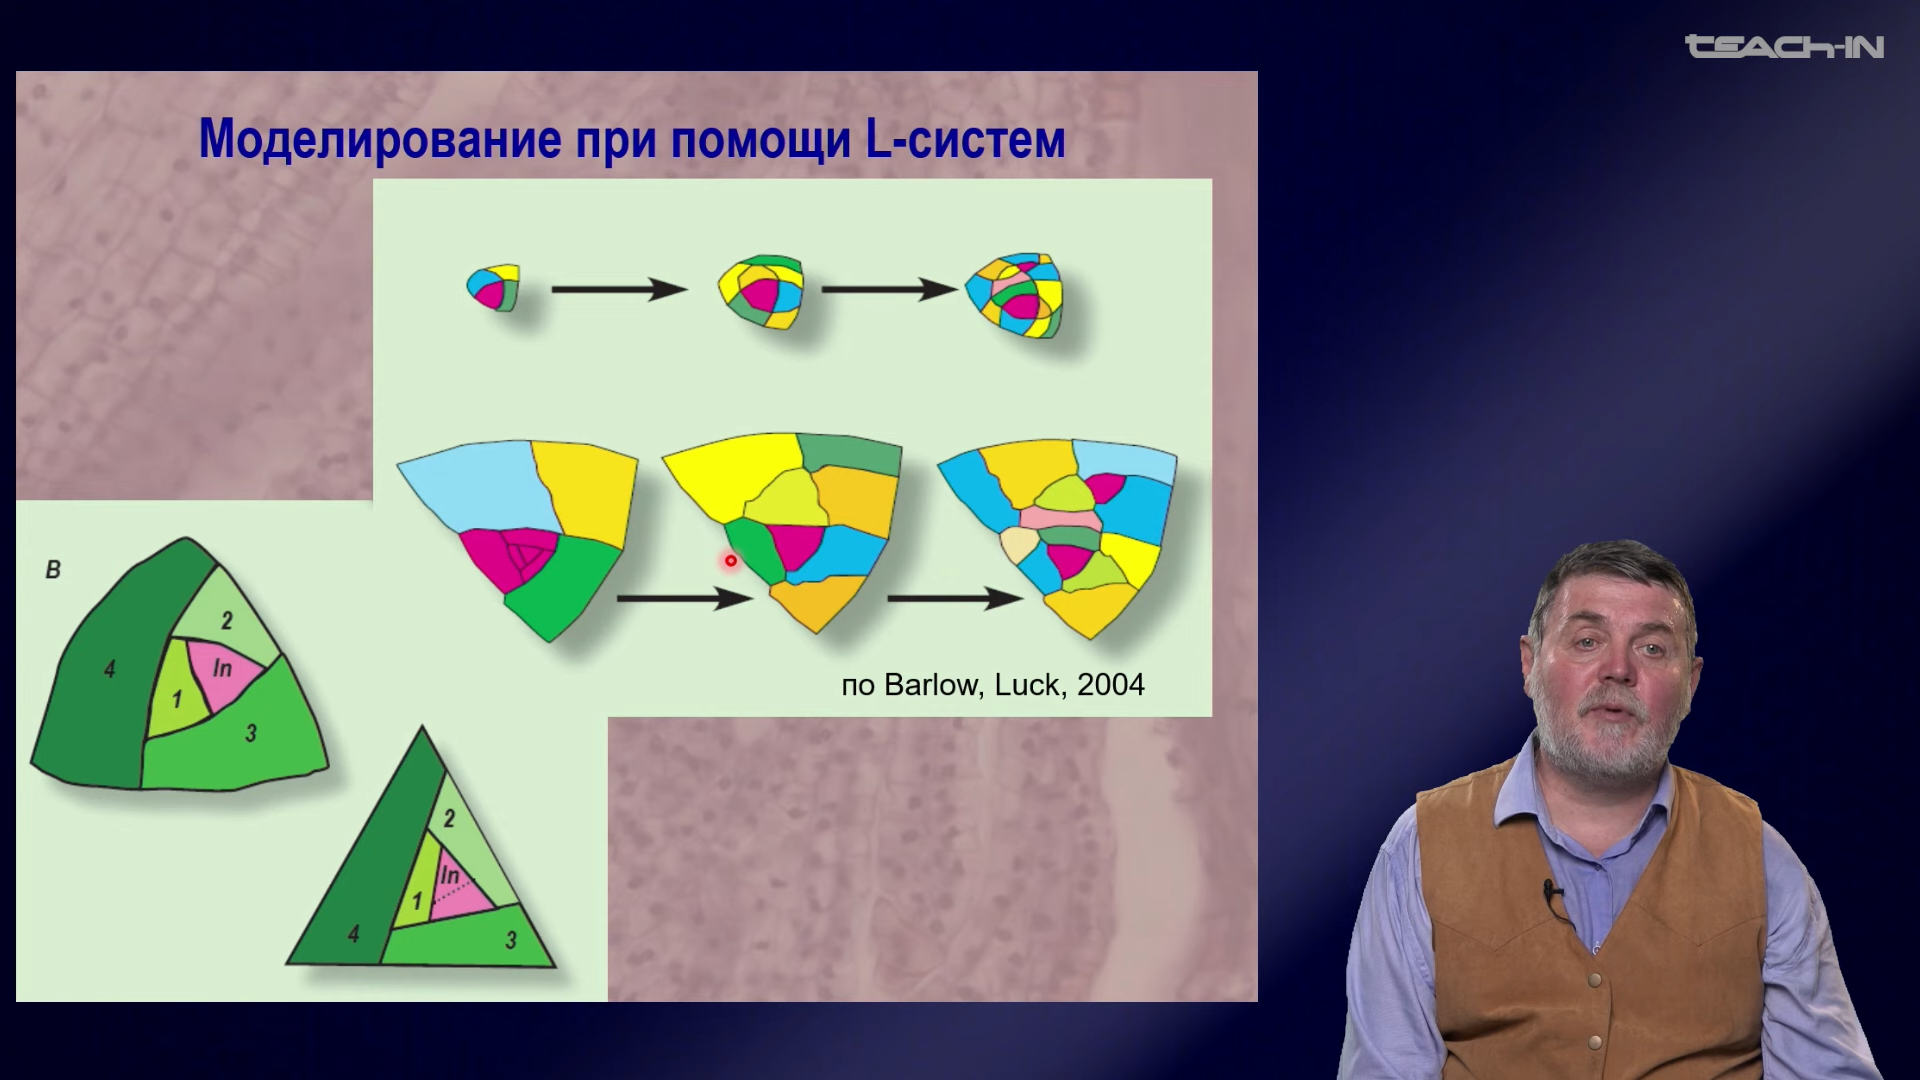 TEACH-IN
Моделирование при помощи L-систем
B
4
2
In
1
3
по Barlow, Luck, 2004
2
In
1
4
3